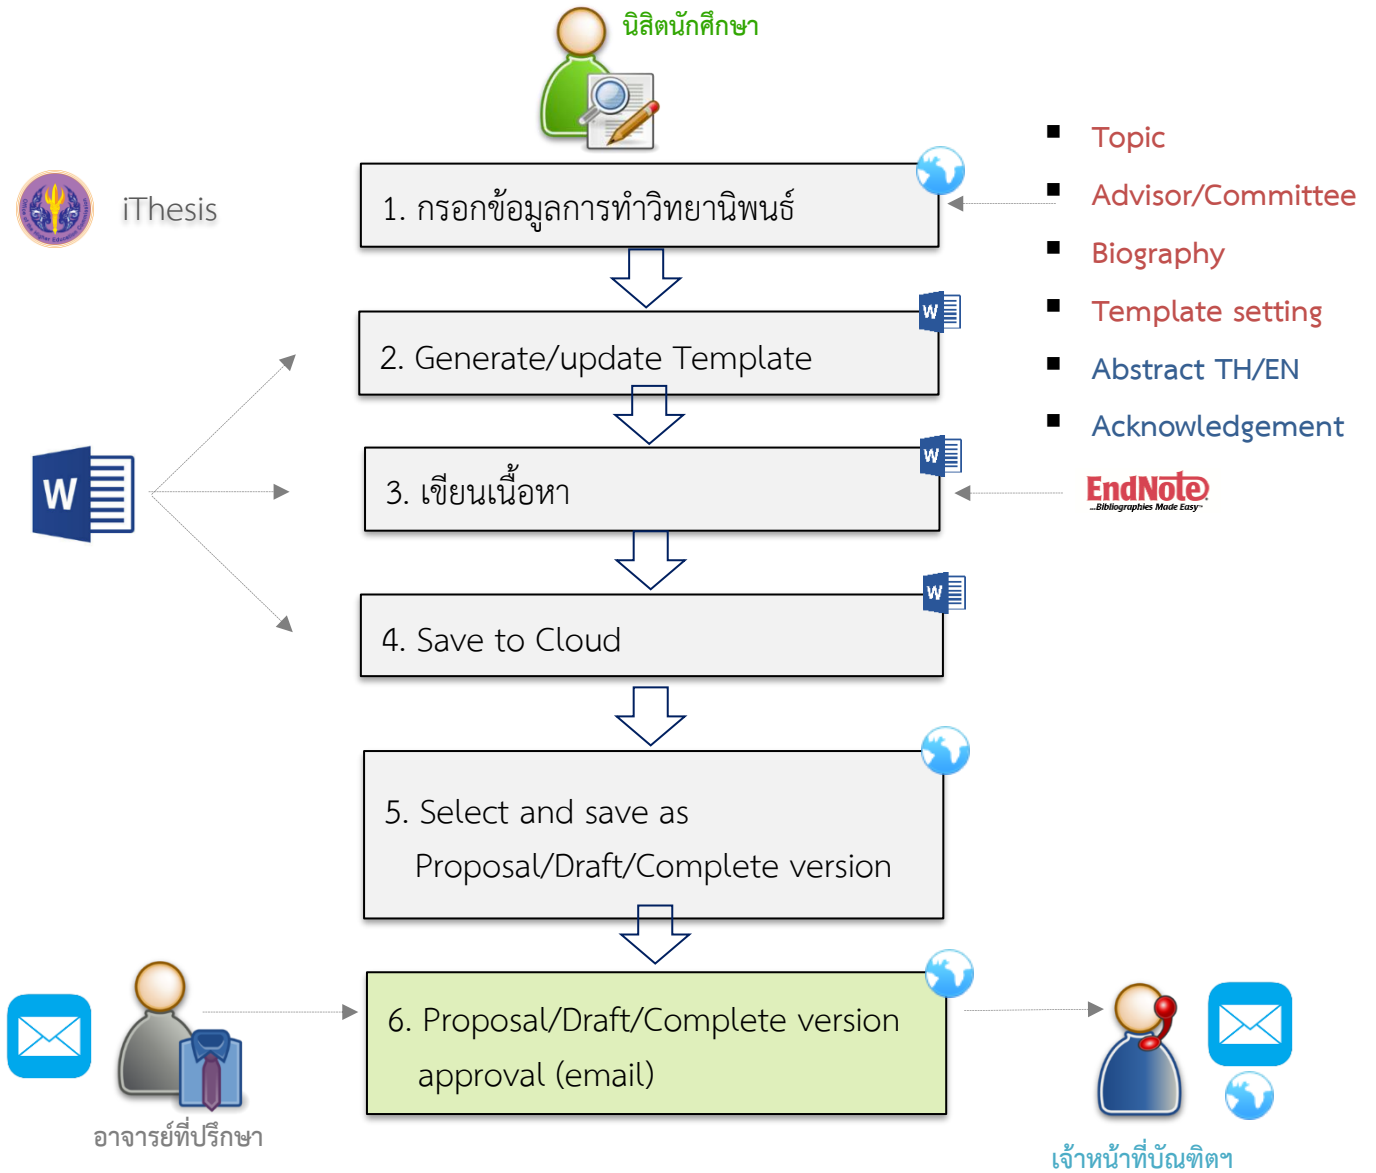 นิสิตนักศึกษา
iThesis
1. กรอกข้อมูลการทำวิทยานิพนธ์
Topic
Advisor/Committee
Biography
Template setting
Abstract TH/EN
Acknowledgement
2. Generate/update Template
W
W
3. เขียนเนื้อหา
W
EndNote
...Bibliographies Made Easy™
4. Save to Cloud
W
5. Select and save as
Proposal/Draft/Complete version
6. Proposal/Draft/Complete version
approval (email)
อาจารย์ที่ปรึกษา
เจ้าหน้าที่บัณฑิตฯ